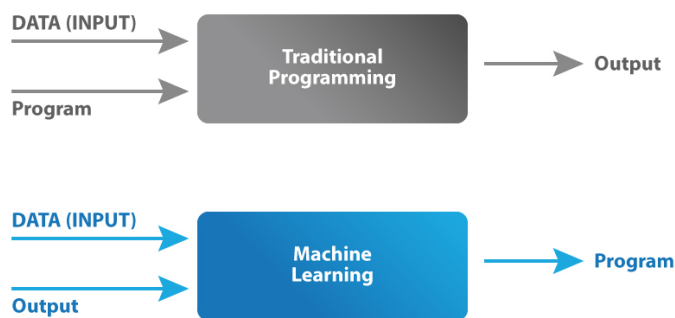 DATA (INPUT)
Traditional
Programming
Output
Program
DATA (INPUT)
Machine
Learning
Program
Output